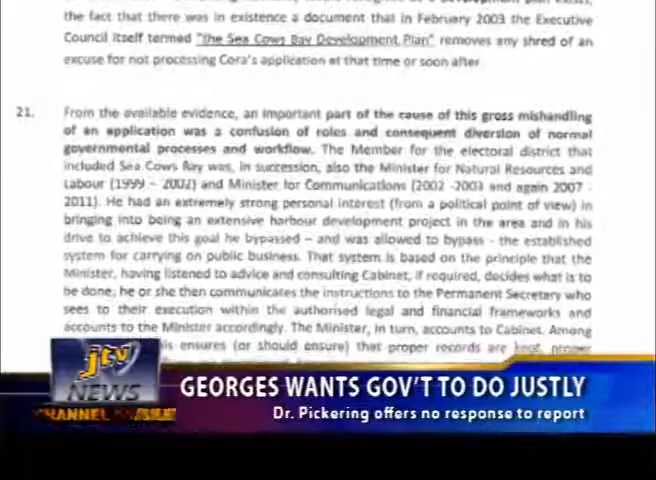 the fact that there was in existence a document that in February 2003 the Executive
Council itself termed "the Sea Cows Bay Development Plan" removes any shred of an
excuse for not processing Cora's application at that time or soon after.
21. From the available evidence, an important part of the cause of this gross mishandling
of an application was a confusion of roles and consequent diversion of normal
governmental processes and workflow. The Member for the electoral district that
included Sea Cows Bay was, in succession, also the Minister for Natural Resources and
Labour (1999 – 2002) and Minister for Communications (2002 -2003 and again 2007 -
2011). He had an extremely strong personal interest (from a political point of view) in
bringing into being an extensive harbour development project in the area and in his
drive to achieve this goal he bypassed – and was allowed to bypass - the established
system for carrying on public business. That system is based on the principle that the
Minister, having listened to advice and consulting Cabinet, if required, decides what is to
be done; he or she then communicates the instructions to the Permanent Secretary who
sees to their execution within the authorised legal and financial frameworks and
accounts to the Minister accordingly. The Minister, in turn, accounts to Cabinet. Among
ensures (or should ensure) that proper records are kept, proper
jtv
NEWS
CHANNEL
GEORGES WANTS GOV'T TO DO JUSTLY
Dr. Pickering offers no response to report